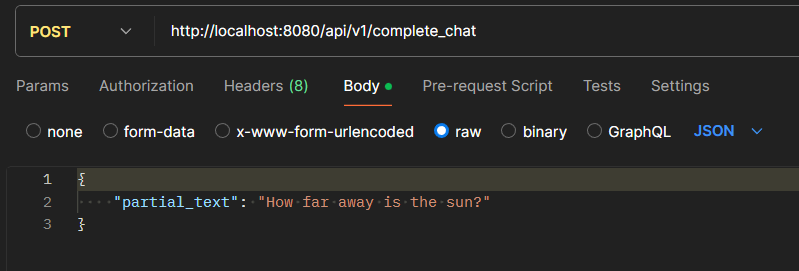 POST http://localhost:8080/api/v1/complete_chat
Params Authorization Headers (8) Body Pre-request Script Tests Settings
none form-data x-www-form-urlencoded raw binary GraphQL JSON
1 {
2 "partial_text": "How far away is the sun?"
3 }